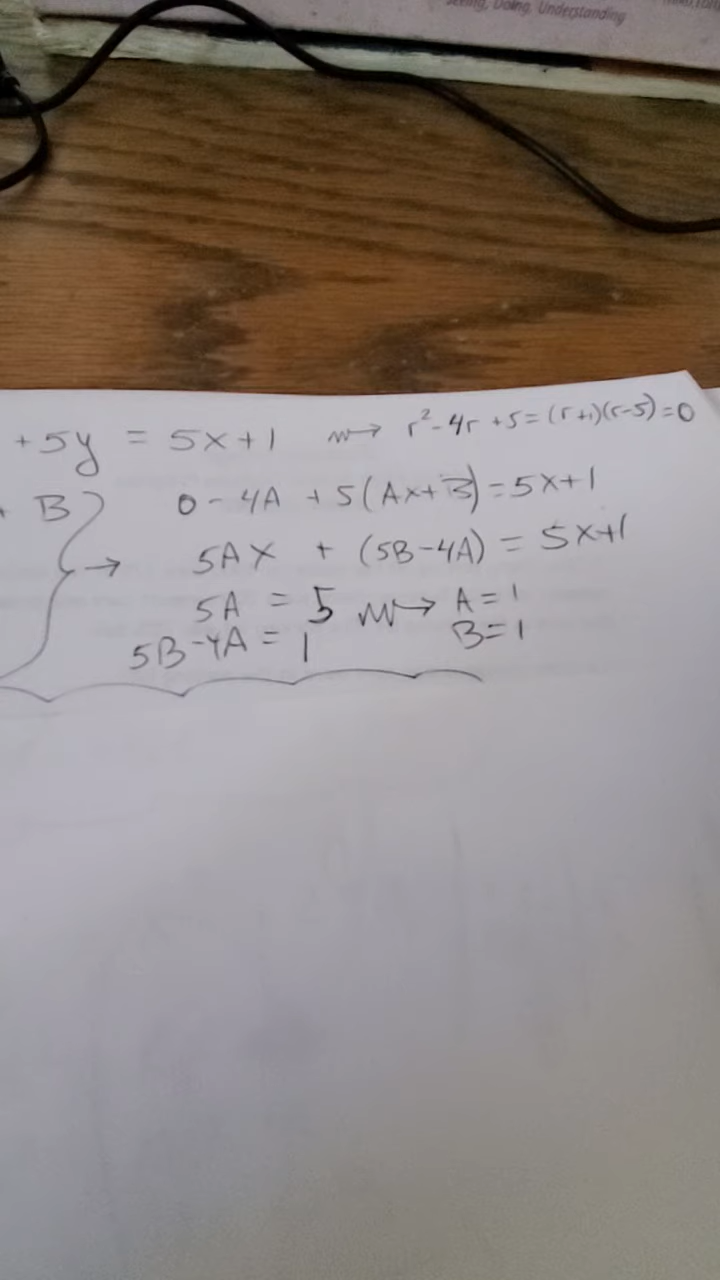 Seeing, Doing, Understanding
+5y = 5x+1 → r²-4r+5=(r+1)(r-5)=0
+ B) 0-4A +5(Ax+B)=5x+1
→ 5Ax + (5B-4A) = 5x+1
5A = 5 → A=1
5B-4A = 1 B=1